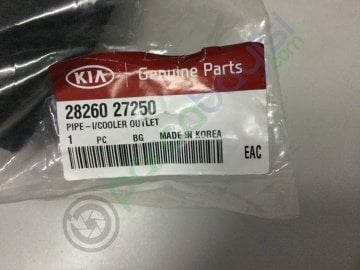 KIA Genuine Parts
28260 27250
PIPE-I/COOLER OUTLET
1 PC BG MADE IN KOREA
EAC